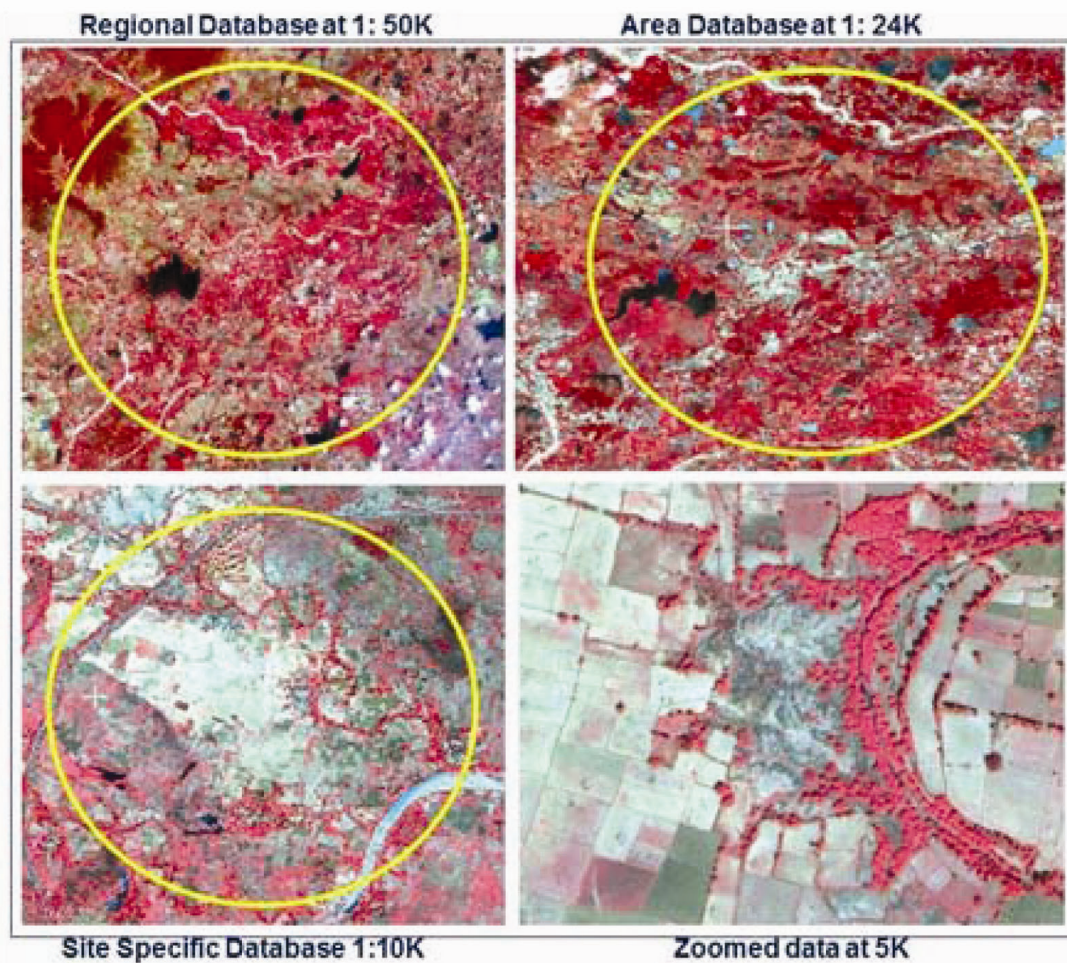 Regional Database at 1: 50K
Area Database at 1: 24K
Site Specific Database 1:10K
Zoomed data at 5K